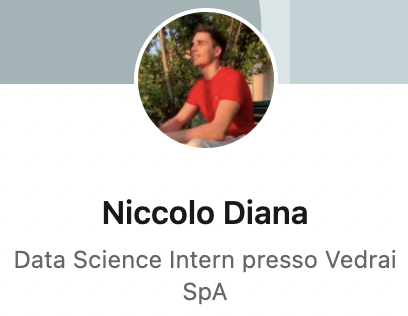 Niccolo Diana
Data Science Intern presso Vedrai
SpA